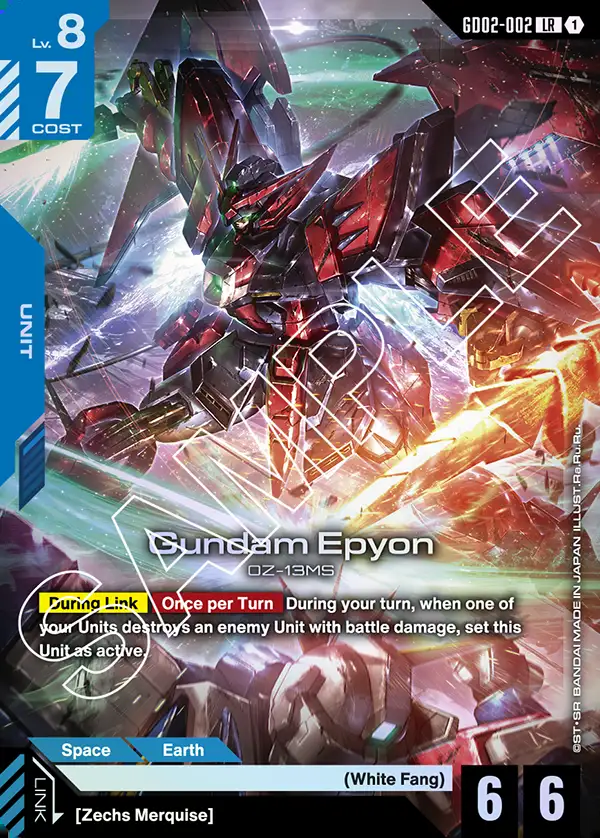 Lv. 8
GD02-002 LR 1
7
COST
UNIT
SAMPLE
Gundam Epyon
OZ-13MS
During Link Once per Turn During your turn, when one of
your Units destroys an enemy Unit with battle damage, set this
Unit as active.
©ST・SR BANDAI MADE IN JAPAN ILLUST.Ra.Ru.Ru.
Space Earth
(White Fang)
LINK
[Zechs Merquise]
6 6